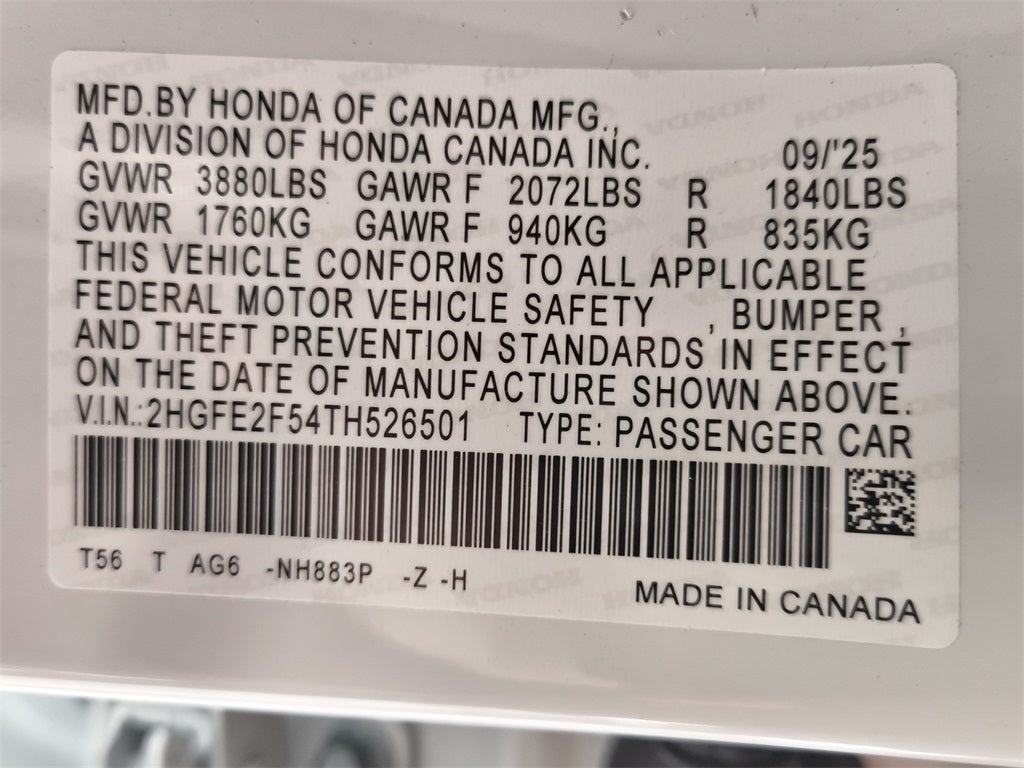 MFD.BY HONDA OF CANADA MFG.,
A DIVISION OF HONDA CANADA INC. 09/'25
GVWR 3880LBS GAWR F 2072LBS R 1840LBS
GVWR 1760KG GAWR F 940KG R 835KG
THIS VEHICLE CONFORMS TO ALL APPLICABLE
FEDERAL MOTOR VEHICLE SAFETY , BUMPER ,
AND THEFT PREVENTION STANDARDS IN EFFECT
ON THE DATE OF MANUFACTURE SHOWN ABOVE.
V.I.N.:2HGFE2F54TH526501 TYPE: PASSENGER CAR
T56 T AG6 -NH883P -Z -H
MADE IN CANADA